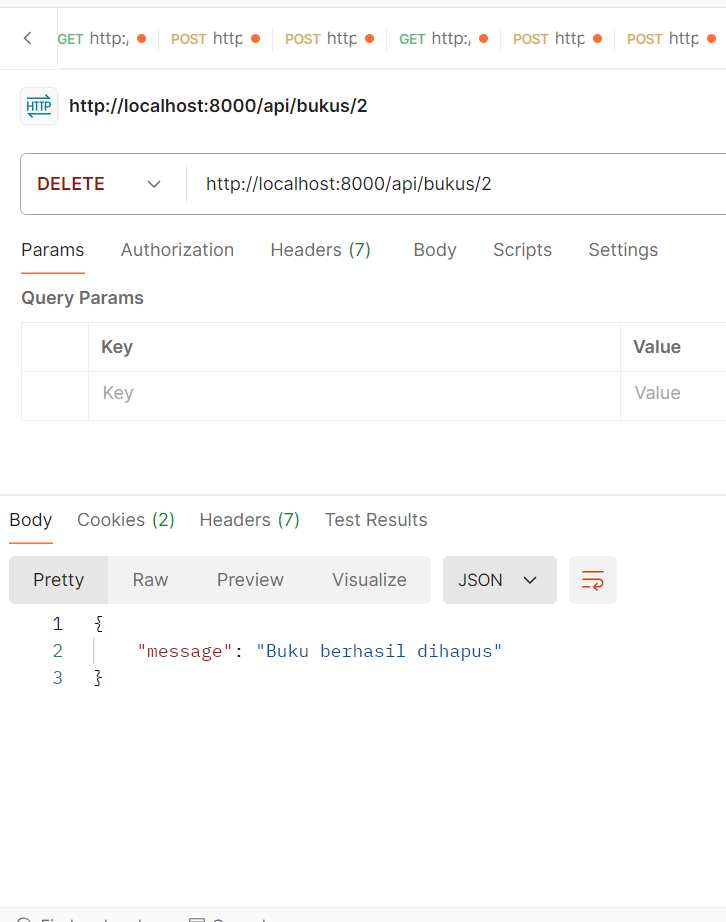 GET http:/ POST http POST http GET http:/ POST http POST http
HTTP http://localhost:8000/api/bukus/2
DELETE http://localhost:8000/api/bukus/2
Params Authorization Headers (7) Body Scripts Settings
Query Params
Key Value
Key Value
Body Cookies (2) Headers (7) Test Results
Pretty Raw Preview Visualize JSON
1 {
2 "message": "Buku berhasil dihapus"
3 }